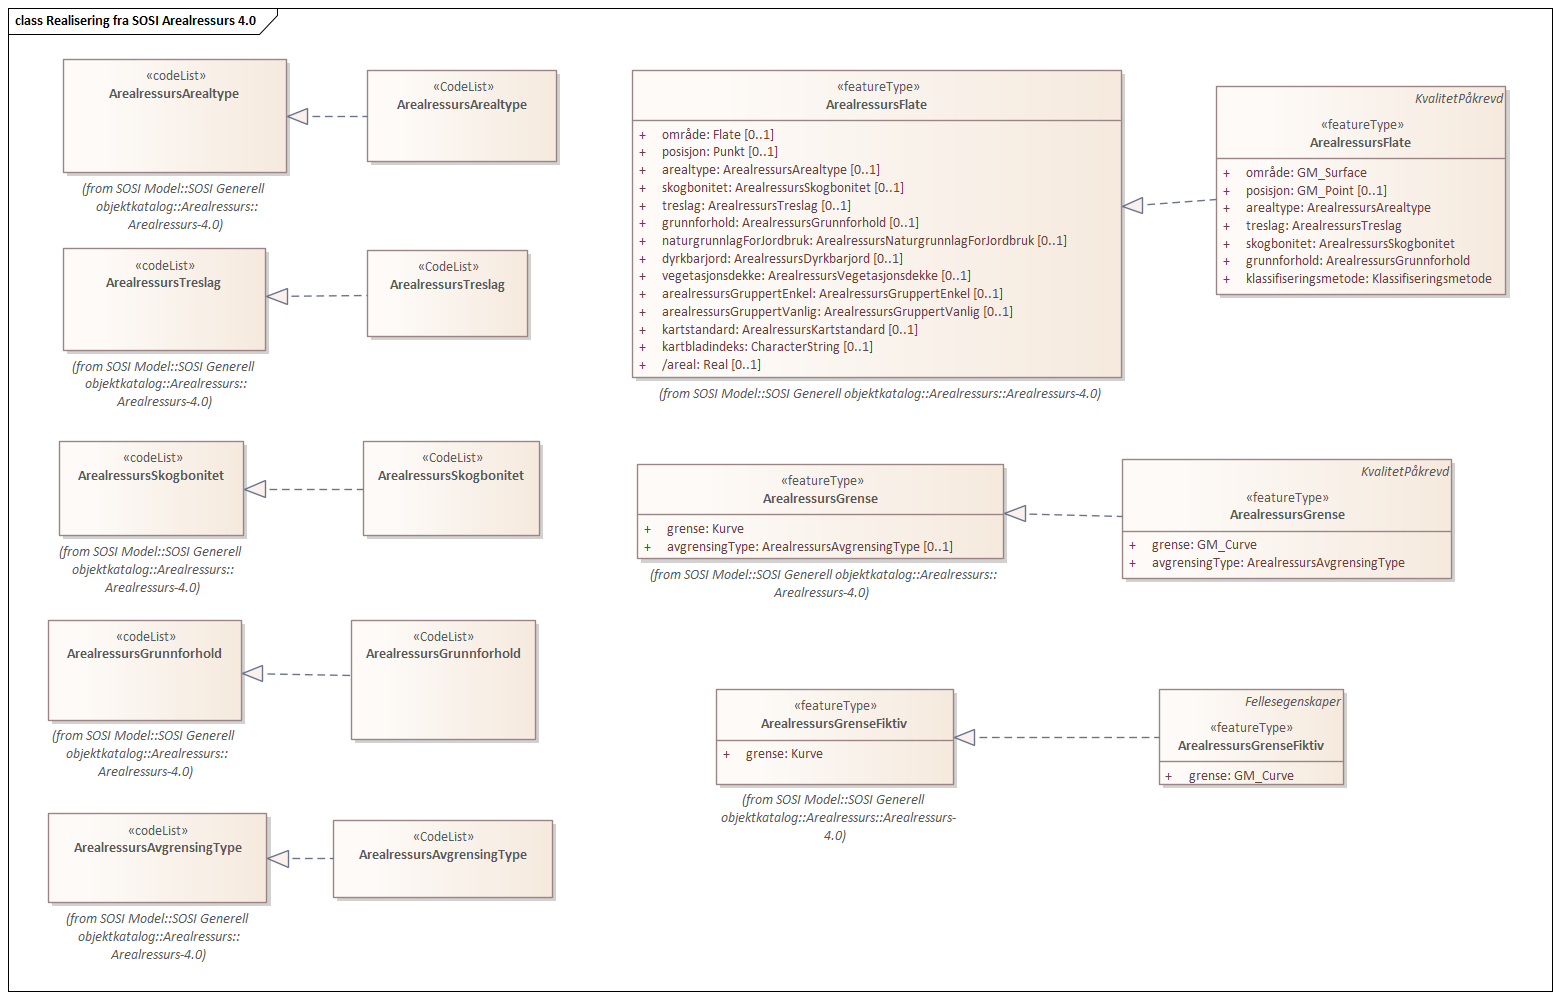 class Realisering fra SOSI Arealressurs 4.0
«codeList»
ArealressursArealtype
(from SOSI Model::SOSI Generell
objektkatalog::Arealressurs::
Arealressurs-4.0)
«CodeList»
ArealressursArealtype
«codeList»
ArealressursTreslag
(from SOSI Model::SOSI Generell
objektkatalog::Arealressurs::
Arealressurs-4.0)
«CodeList»
ArealressursTreslag
«codeList»
ArealressursSkogbonitet
(from SOSI Model::SOSI Generell
objektkatalog::Arealressurs::
Arealressurs-4.0)
«CodeList»
ArealressursSkogbonitet
«codeList»
ArealressursGrunnforhold
(from SOSI Model::SOSI Generell
objektkatalog::Arealressurs::
Arealressurs-4.0)
«CodeList»
ArealressursGrunnforhold
«codeList»
ArealressursAvgrensingType
(from SOSI Model::SOSI Generell
objektkatalog::Arealressurs::
Arealressurs-4.0)
«CodeList»
ArealressursAvgrensingType
«featureType»
ArealressursFlate
+ område: Flate [0..1]
+ posisjon: Punkt [0..1]
+ arealtype: ArealressursArealtype [0..1]
+ skogbonitet: ArealressursSkogbonitet [0..1]
+ treslag: ArealressursTreslag [0..1]
+ grunnforhold: ArealressursGrunnforhold [0..1]
+ naturgrunnlagForJordbruk: ArealressursNaturgrunnlagForJordbruk [0..1]
+ dyrkbarjord: ArealressursDyrkbarjord [0..1]
+ vegetasjonsdekke: ArealressursVegetasjonsdekke [0..1]
+ arealressursGruppertEnkel: ArealressursGruppertEnkel [0..1]
+ arealressursGruppertVanlig: ArealressursGruppertVanlig [0..1]
+ kartstandard: ArealressursKartstandard [0..1]
+ kartbladindeks: CharacterString [0..1]
+ /areal: Real [0..1]
(from SOSI Model::SOSI Generell objektkatalog::Arealressurs::Arealressurs-4.0)
KvalitetPåkrevd
«featureType»
ArealressursFlate
+ område: GM_Surface
+ posisjon: GM_Point [0..1]
+ arealtype: ArealressursArealtype
+ treslag: ArealressursTreslag
+ skogbonitet: ArealressursSkogbonitet
+ grunnforhold: ArealressursGrunnforhold
+ klassifiseringsmetode: Klassifiseringsmetode
«featureType»
ArealressursGrense
+ grense: Kurve
+ avgrensingType: ArealressursAvgrensingType [0..1]
(from SOSI Model::SOSI Generell objektkatalog::Arealressurs::
Arealressurs-4.0)
KvalitetPåkrevd
«featureType»
ArealressursGrense
+ grense: GM_Curve
+ avgrensingType: ArealressursAvgrensingType
«featureType»
ArealressursGrenseFiktiv
+ grense: Kurve
(from SOSI Model::SOSI Generell
objektkatalog::Arealressurs::Arealressurs-
4.0)
Fellesegenskaper
«featureType»
ArealressursGrenseFiktiv
+ grense: GM_Curve